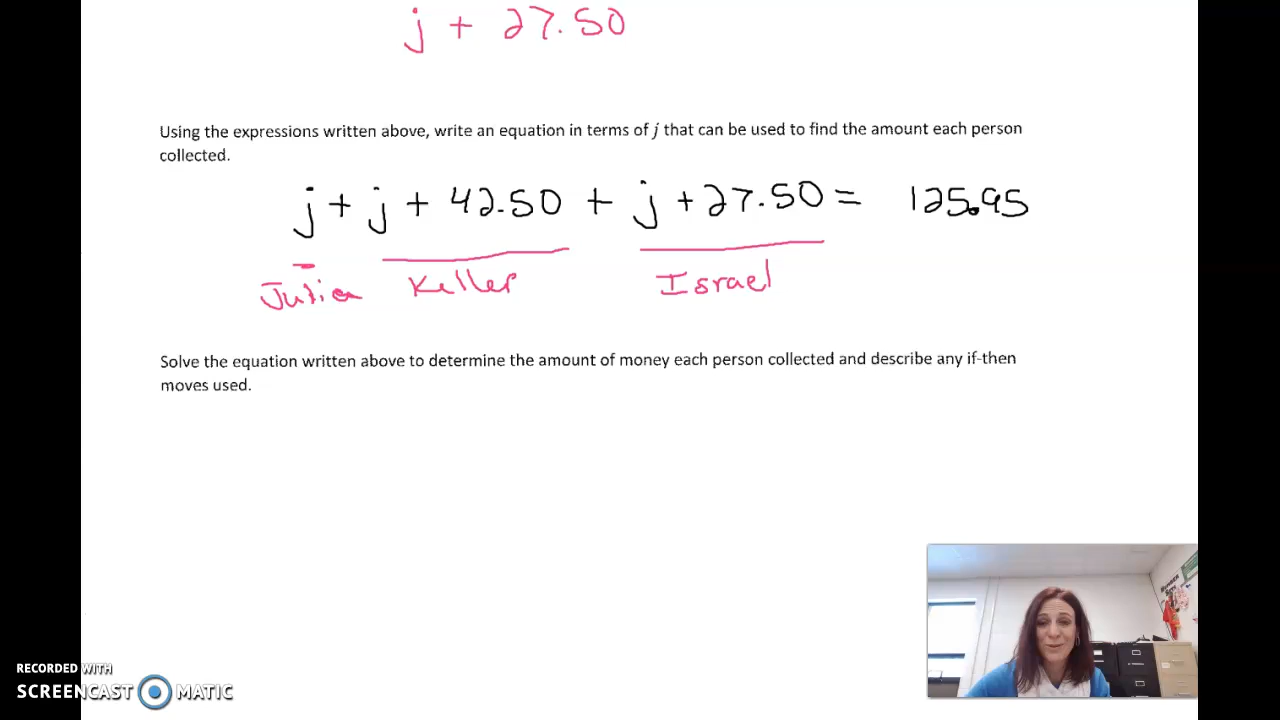 j + 27.50
Using the expressions written above, write an equation in terms of j that can be used to find the amount each person
collected.
j + j + 42.50 + j + 27.50 = 125.95
Julian Keller Israel
Solve the equation written above to determine the amount of money each person collected and describe any if-then
moves used.
RECORDED WITH
SCREENCAST MATIC